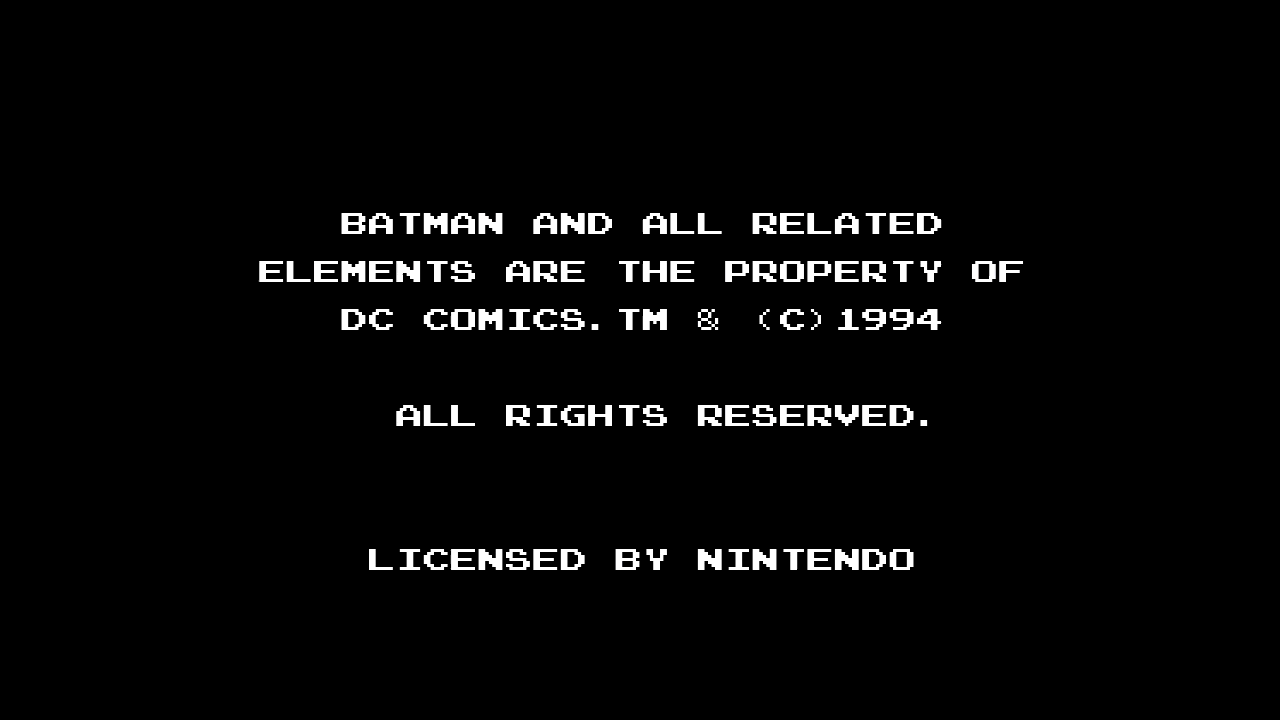 BATMAN AND ALL RELATED
ELEMENTS ARE THE PROPERTY OF
DC COMICS.TM & (C)1994
ALL RIGHTS RESERVED.
LICENSED BY NINTENDO